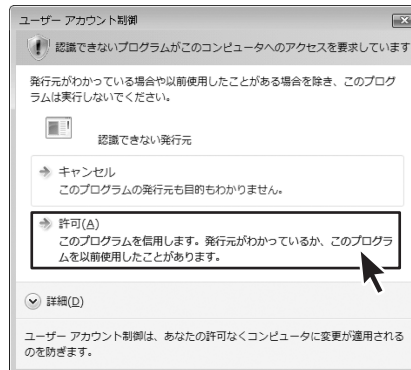 ユーザー アカウント制御
認識できないプログラムがこのコンピュータへのアクセスを要求しています
発行元がわかっている場合や以前使用したことがある場合を除き、このプログ
ラムは実行しないでください。
認識できない発行元
キャンセル
このプログラムの発行元も目的もわかりません。
許可(A)
このプログラムを信用します。発行元がわかっているか、このプログラ
ムを以前使用したことがあります。
詳細(D)
ユーザー アカウント制御は、あなたの許可なくコンピュータに変更が適用される
のを防ぎます。